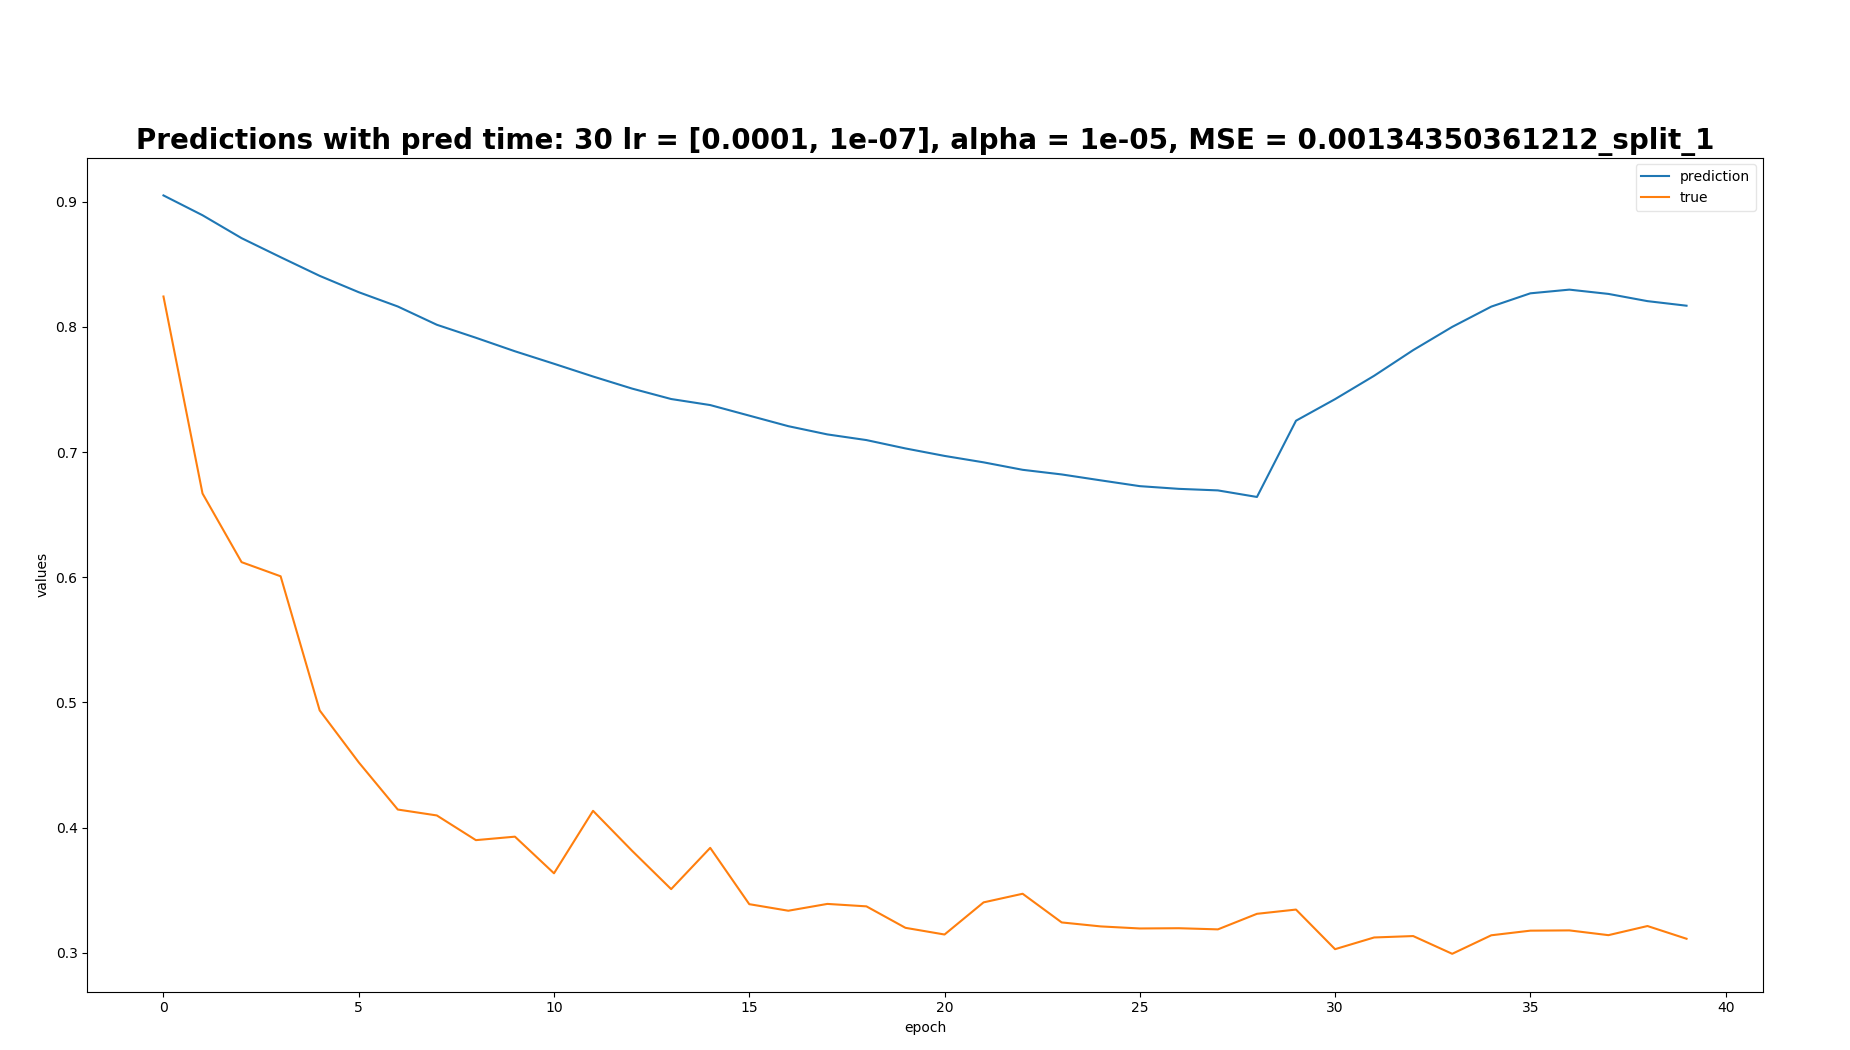 Predictions with pred time: 30 lr = [0.0001, 1e-07], alpha = 1e-05, MSE = 0.00134350361212_split_1
prediction
true
values
0.9
0.8
0.7
0.6
0.5
0.4
0.3
0 5 10 15 20 25 30 35 40
epoch